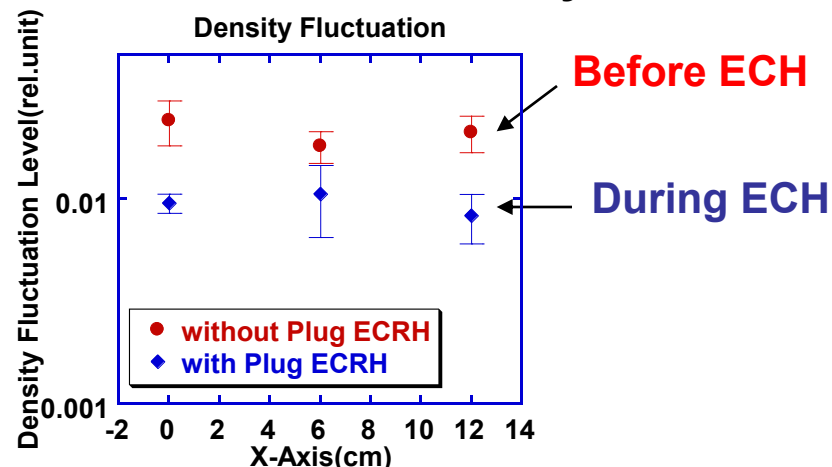 Density Fluctuation
Before ECH
During ECH
Density Fluctuation Level(rel.unit)
0.01
0.001
without Plug ECRH
with Plug ECRH
-2 0 2 4 6 8 10 12 14
X-Axis(cm)